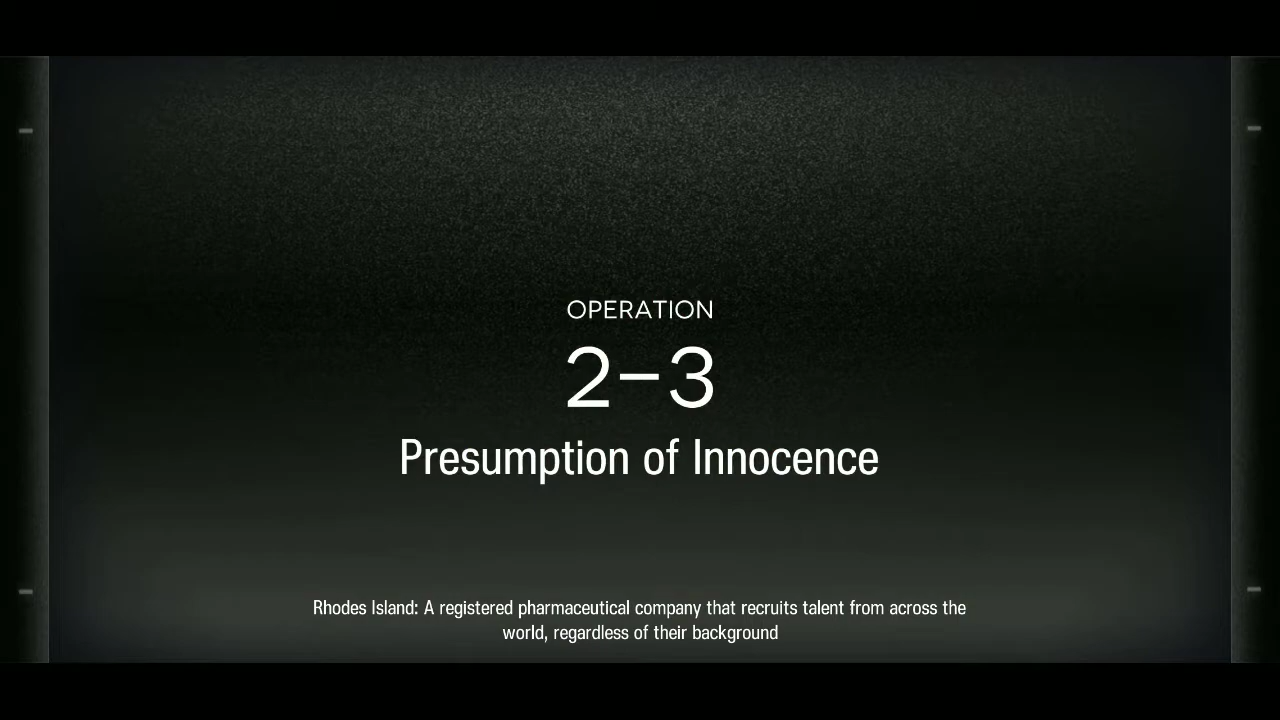 OPERATION
2-3
Presumption of Innocence
Rhodes Island: A registered pharmaceutical company that recruits talent from across the
world, regardless of their background